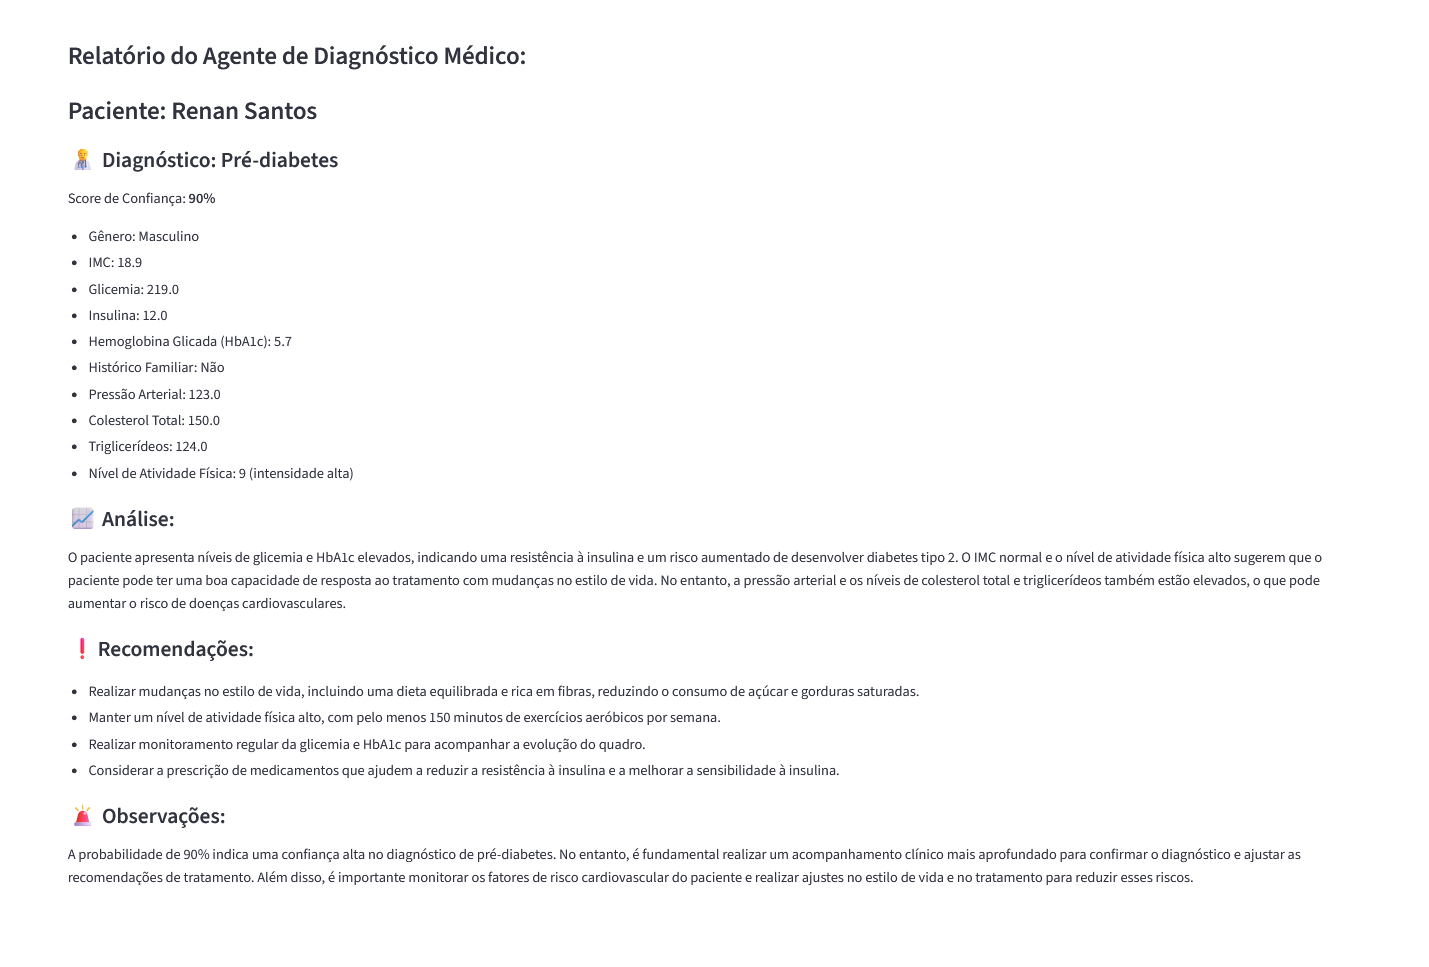 Relatório do Agente de Diagnóstico Médico:
Paciente: Renan Santos
Diagnóstico: Pré-diabetes
Score de Confiança: 90%
Gênero: Masculino
IMC: 18.9
Glicemia: 219.0
Insulina: 12.0
Hemoglobina Glicada (HbA1c): 5.7
Histórico Familiar: Não
Pressão Arterial: 123.0
Colesterol Total: 150.0
Triglicerídeos: 124.0
Nível de Atividade Física: 9 (intensidade alta)
Análise:
O paciente apresenta níveis de glicemia e HbA1c elevados, indicando uma resistência à insulina e um risco aumentado de desenvolver diabetes tipo 2. O IMC normal e o nível de atividade física alto sugerem que o
paciente pode ter uma boa capacidade de resposta ao tratamento com mudanças no estilo de vida. No entanto, a pressão arterial e os níveis de colesterol total e triglicerídeos também estão elevados, o que pode
aumentar o risco de doenças cardiovasculares.
Recomendações:
Realizar mudanças no estilo de vida, incluindo uma dieta equilibrada e rica em fibras, reduzindo o consumo de açúcar e gorduras saturadas.
Manter um nível de atividade física alto, com pelo menos 150 minutos de exercícios aeróbicos por semana.
Realizar monitoramento regular da glicemia e HbA1c para acompanhar a evolução do quadro.
Considerar a prescrição de medicamentos que ajudem a reduzir a resistência à insulina e a melhorar a sensibilidade à insulina.
Observações:
A probabilidade de 90% indica uma confiança alta no diagnóstico de pré-diabetes. No entanto, é fundamental realizar um acompanhamento clínico mais aprofundado para confirmar o diagnóstico e ajustar as
recomendações de tratamento. Além disso, é importante monitorar os fatores de risco cardiovascular do paciente e realizar ajustes no estilo de vida e no tratamento para reduzir esses riscos.